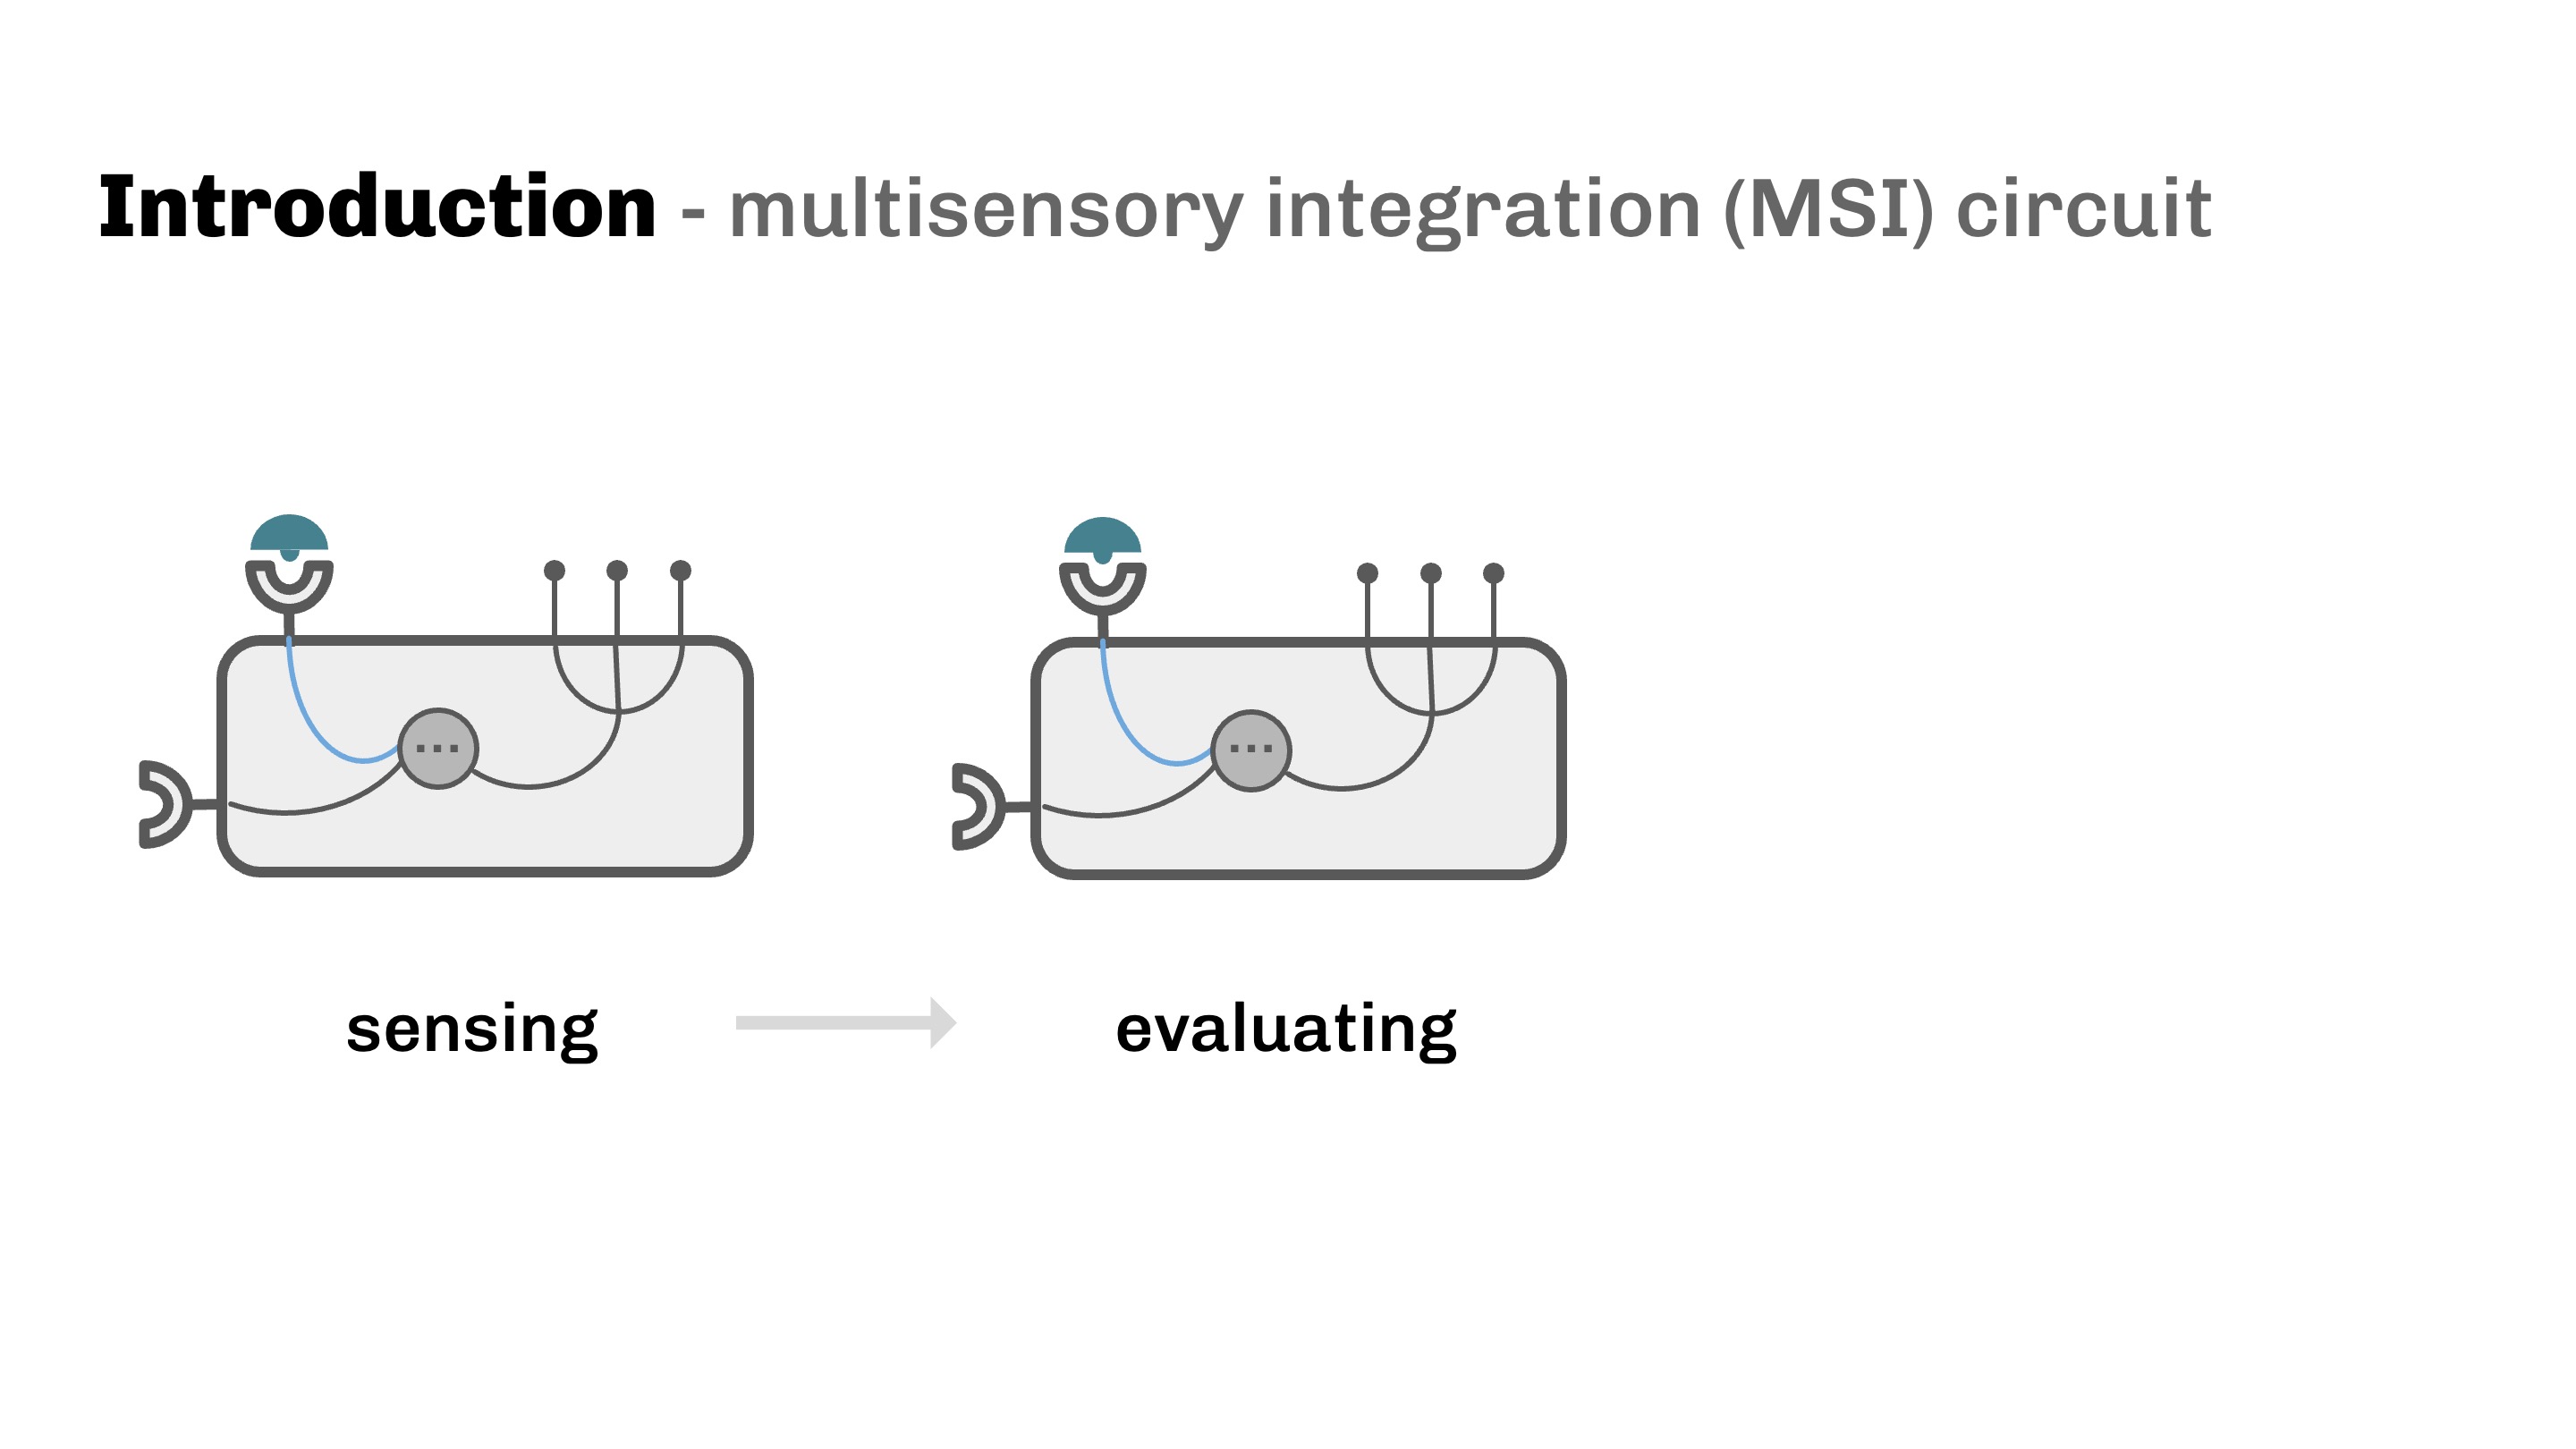 Introduction - multisensory integration (MSI) circuit
...
...
sensing
evaluating